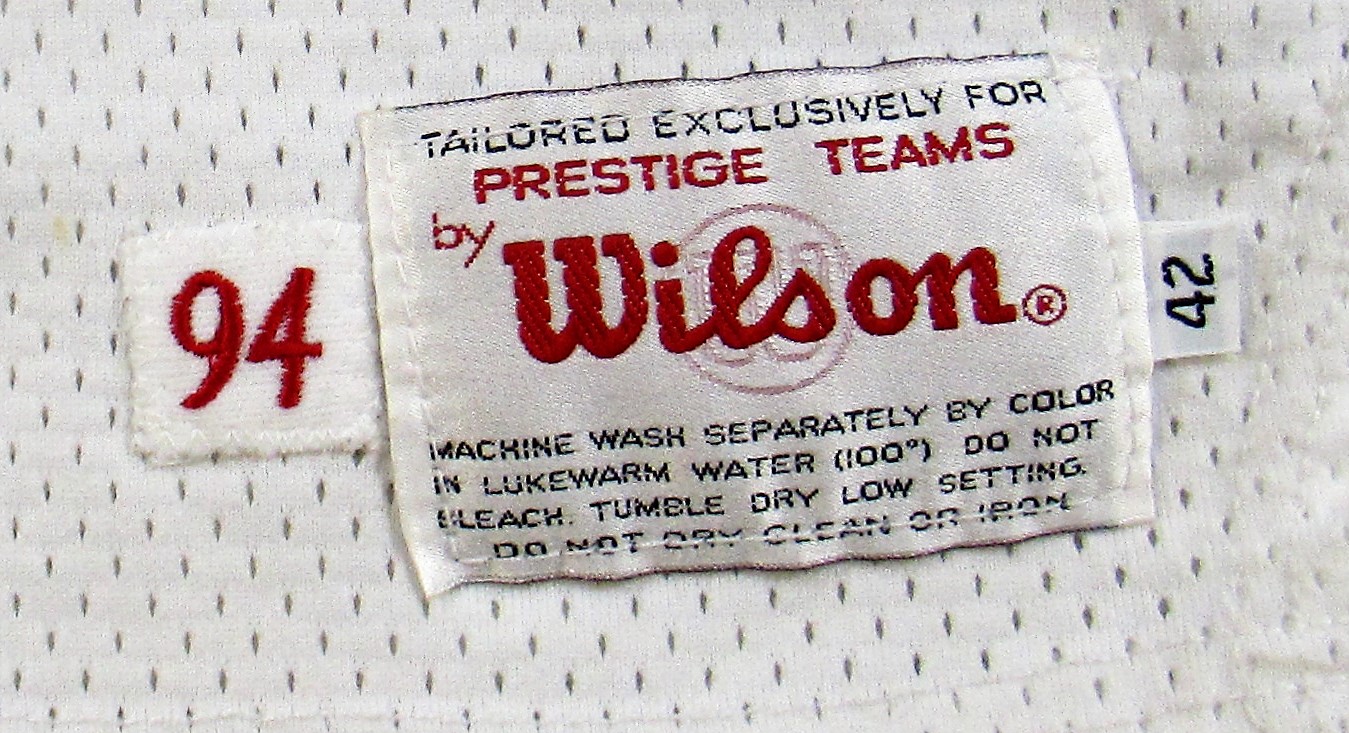 TAILORED EXCLUSIVELY FOR
PRESTIGE TEAMS
by
Wilson®
94
42
MACHINE WASH SEPARATELY BY COLOR
IN LUKEWARM WATER (100°) DO NOT
BLEACH. TUMBLE DRY LOW SETTING.
DO NOT DRY CLEAN OR IRON